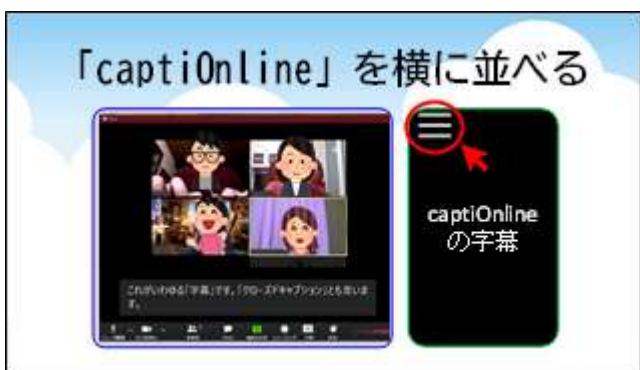 「captiOnline」を横に並べる
captiOnline
の字幕
これがいわゆる「字幕」です。「クローズドキャプション」とも言いま
す。